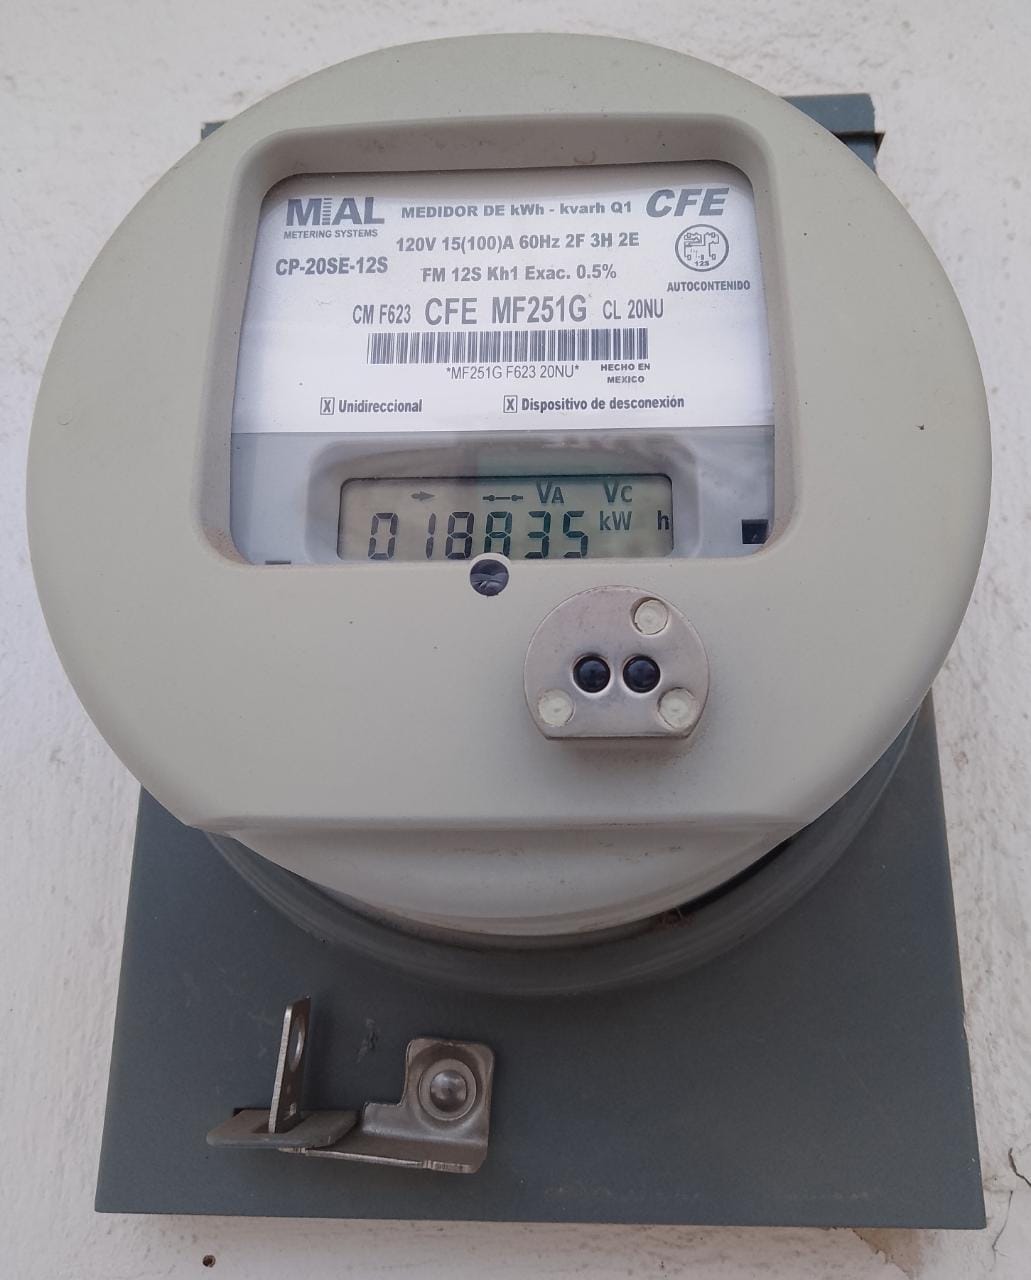 MIAL
METERING SYSTEMS
MEDIDOR DE kWh - kvarh Q1
CFE
120V 15(100)A 60Hz 2F 3H 2E
CP-20SE-12S
FM 12S Kh1 Exac. 0.5%
12S
AUTOCONTENIDO
CM F623 CFE MF251G CL 20NU
*MF251G F623 20NU*
HECHO EN
MEXICO
X Unidireccional
X Dispositivo de desconexión
VA VC
018835 kW h